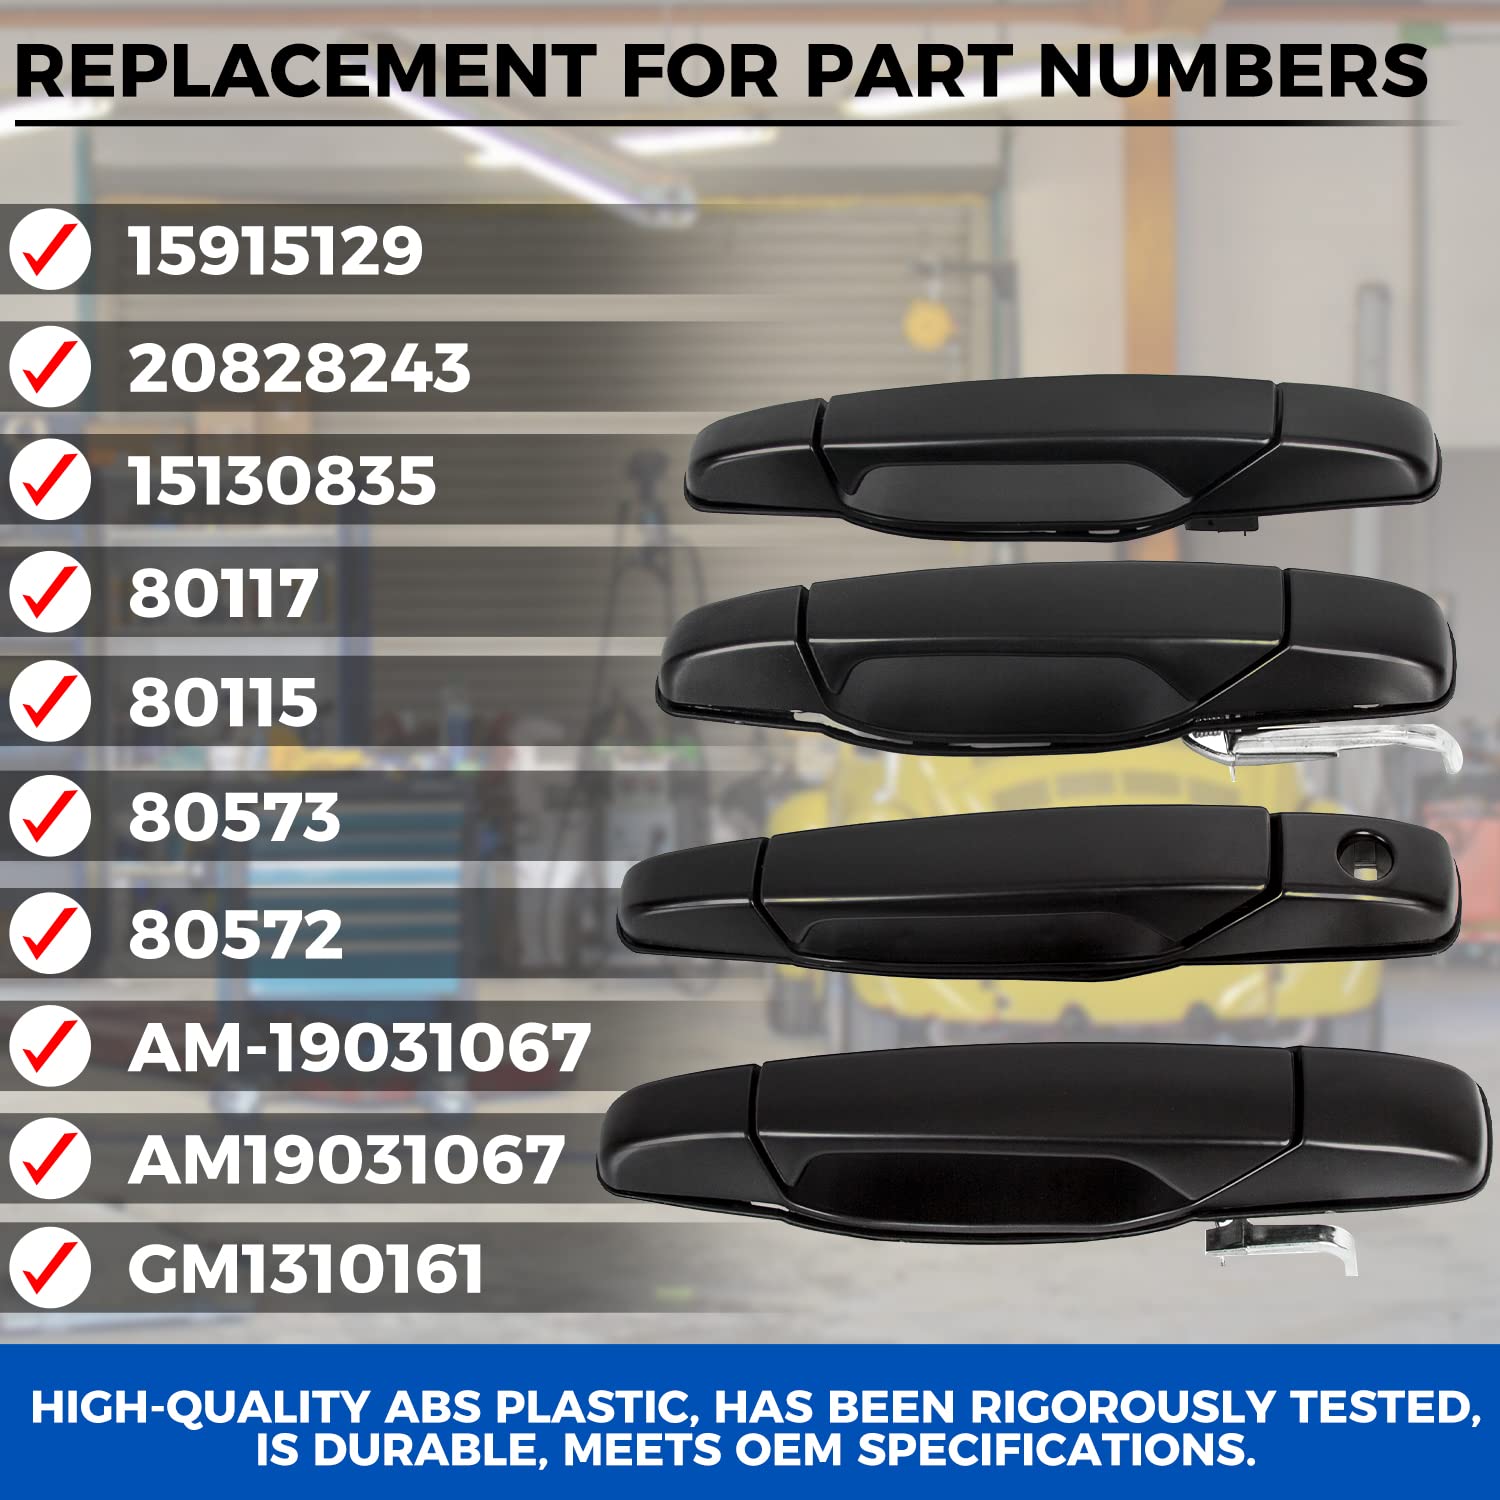 REPLACEMENT FOR PART NUMBERS
15915129
20828243
15130835
80117
80115
80573
80572
AM-19031067
AM19031067
GM1310161
HIGH-QUALITY ABS PLASTIC, HAS BEEN RIGOROUSLY TESTED,
IS DURABLE, MEETS OEM SPECIFICATIONS.